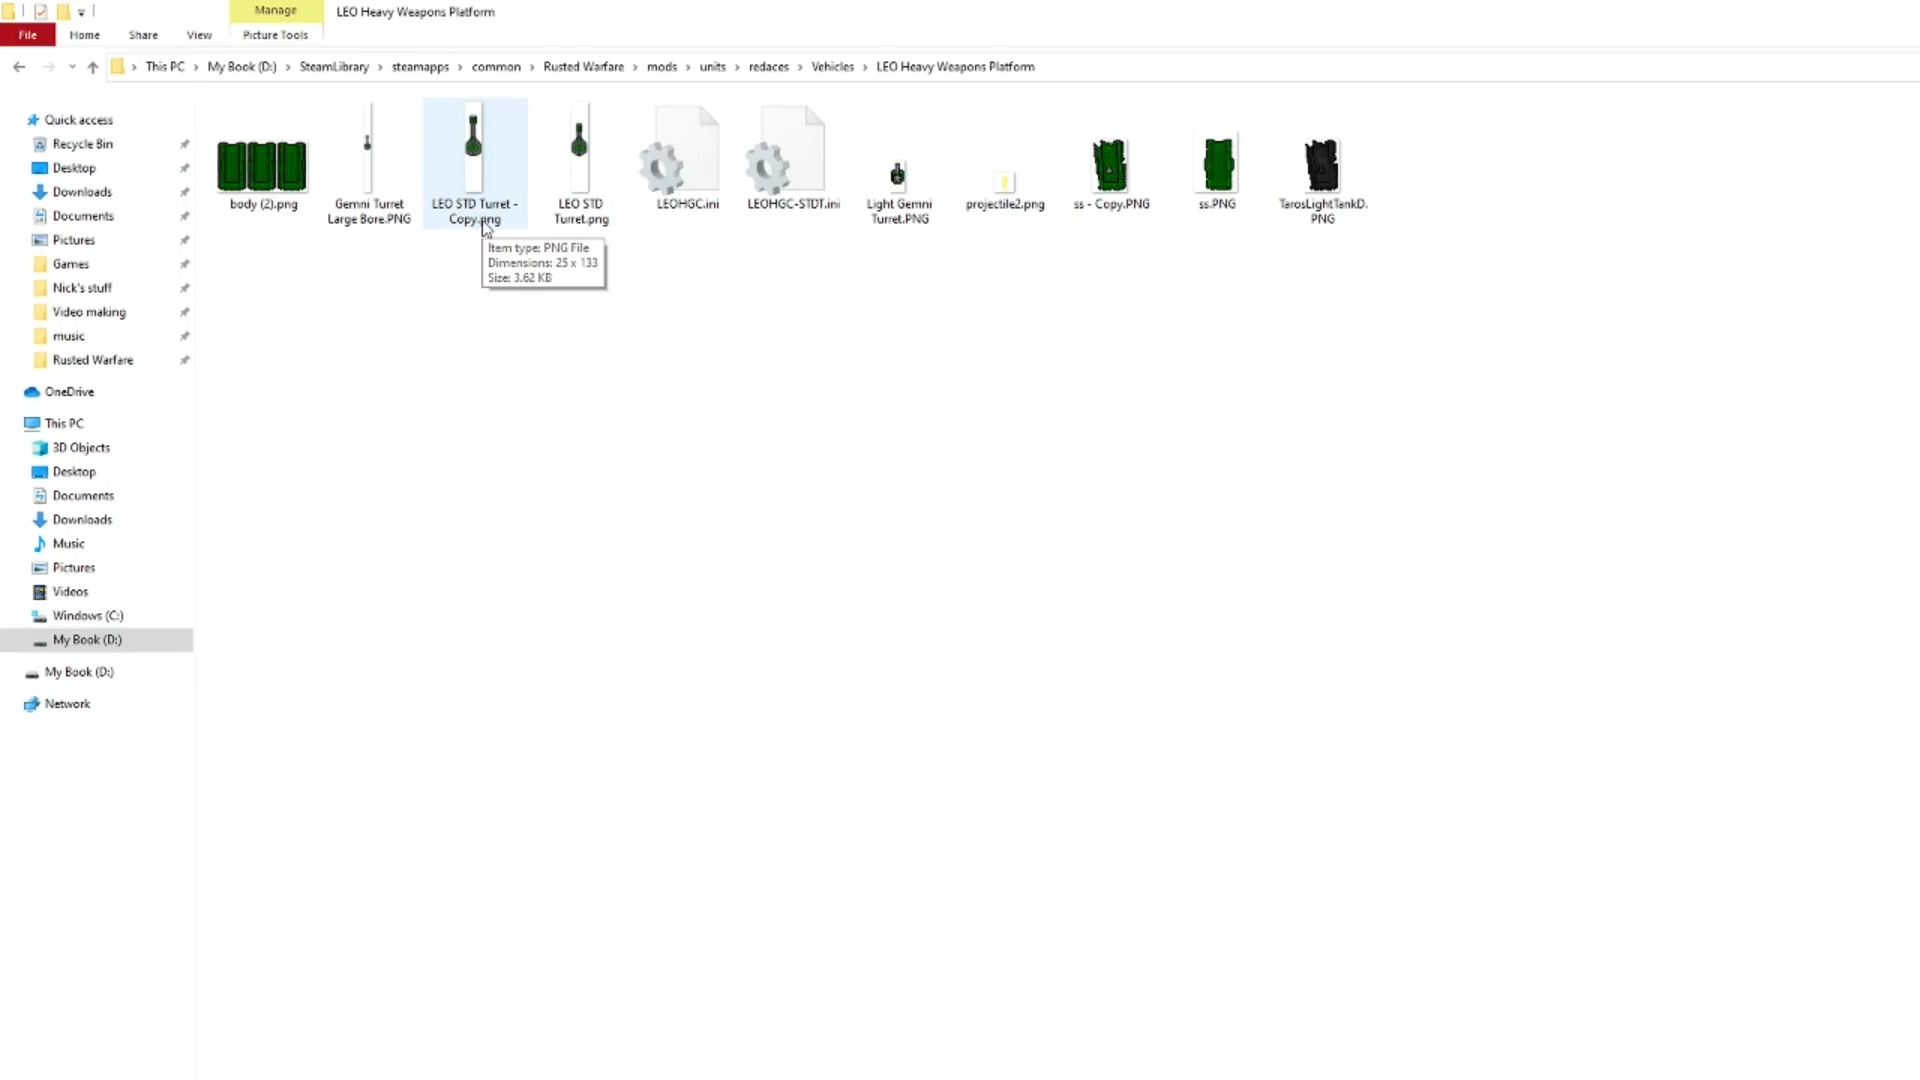 Manage
LEO Heavy Weapons Platform
File
Home
Share
View
Picture Tools
This PC
My Book (D:)
SteamLibrary
steamapps
common
Rusted Warfare
mods
units
redaces
Vehicles
LEO Heavy Weapons Platform
Quick access
Recycle Bin
Desktop
Downloads
Documents
Pictures
Games
Nick's stuff
Video making
music
Rusted Warfare
OneDrive
This PC
3D Objects
Desktop
Documents
Downloads
Music
Pictures
Videos
Windows (C:)
My Book (D:)
My Book (D:)
Network
body (2).png
Gemni Turret
Large Bore.PNG
LEO STD Turret -
Copy.png
LEO STD
Turret.png
LEOHGC.ini
LEOHGC-STDT.ini
Light Gemni
Turret.PNG
projectile2.png
ss - Copy.PNG
ss.PNG
TarosLightTankD.
PNG
Item type: PNG File
Dimensions: 25 x 133
Size: 3.62 KB